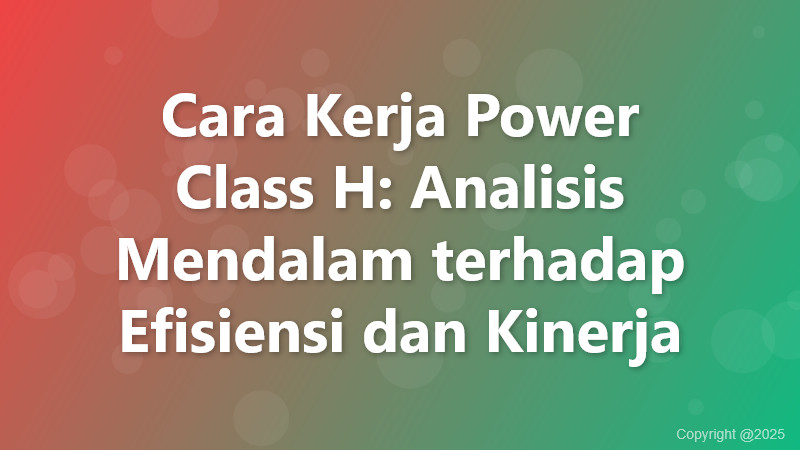 Cara Kerja Power
Class H: Analisis
Mendalam terhadap
Efisiensi dan Kinerja
Copyright @2025